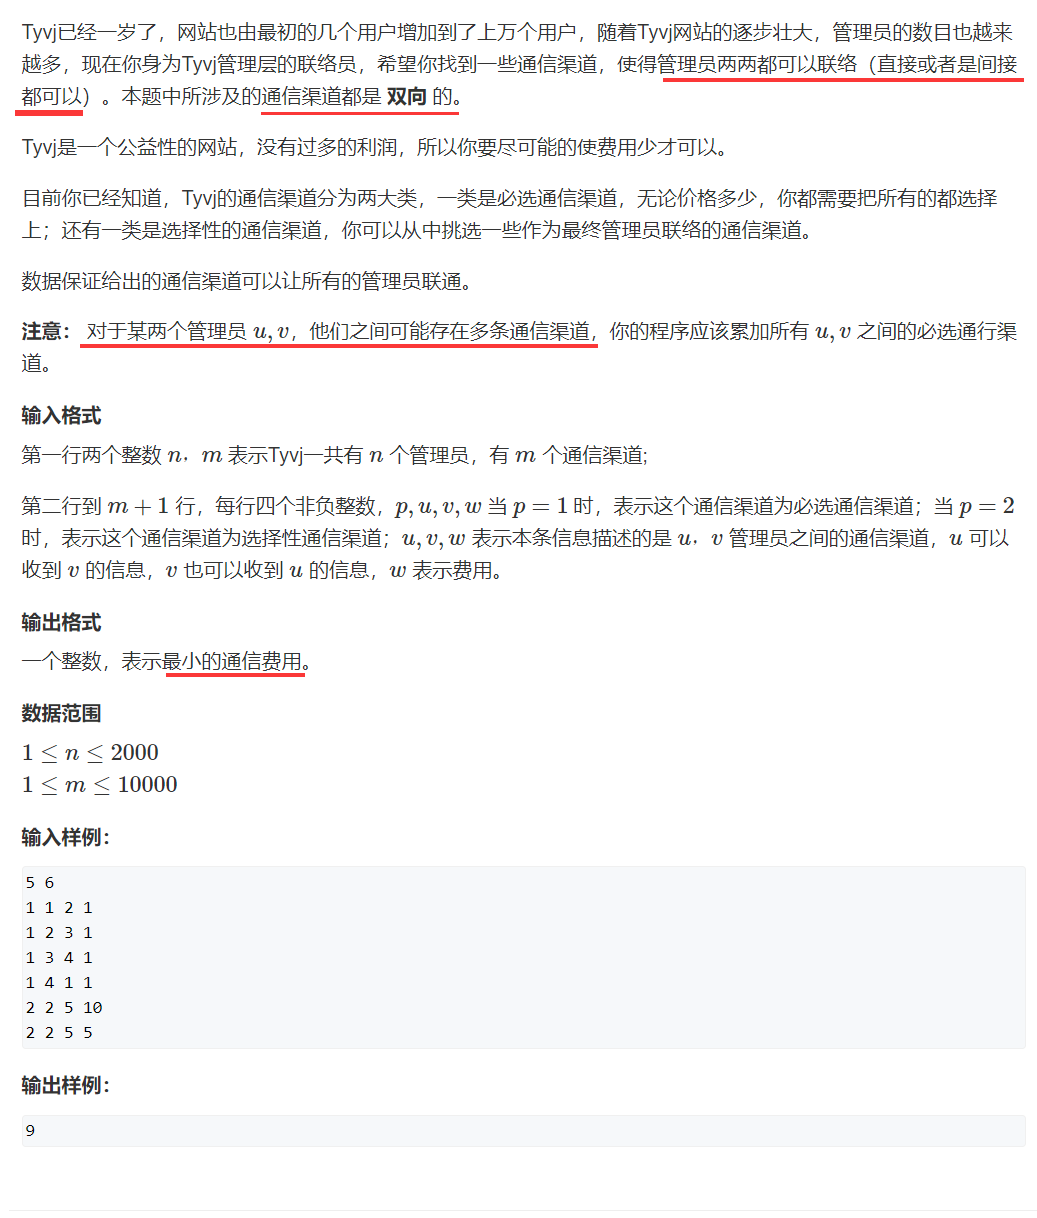 Tyvj已经一岁了，网站也由最初的几个用户增加到了上万个用户，随着Tyvj网站的逐步壮大，管理员的数目也越来
越多，现在你身为Tyvj管理层的联络员，希望你找到一些通信渠道，使得管理员两两都可以联络（直接或者是间接
都可以）。本题中所涉及的通信渠道都是 双向 的。
Tyvj是一个公益性的网站，没有过多的利润，所以你要尽可能的使费用少才可以。
目前你已经知道，Tyvj的通信渠道分为两大类，一类是必选通信渠道，无论价格多少，你都需要把所有的都选择
上；还有一类是选择性的通信渠道，你可以从中挑选一些作为最终管理员联络的通信渠道。
数据保证给出的通信渠道可以让所有的管理员联通。
注意： 对于某两个管理员 u, v，他们之间可能存在多条通信渠道，你的程序应该累加所有 u, v 之间的必选通行渠
道。
输入格式
第一行两个整数 n，m 表示Tyvj一共有 n 个管理员，有 m 个通信渠道;
第二行到 m + 1 行，每行四个非负整数，p, u, v, w 当 p = 1 时，表示这个通信渠道为必选通信渠道；当 p = 2
时，表示这个通信渠道为选择性通信渠道；u, v, w 表示本条信息描述的是 u，v 管理员之间的通信渠道，u 可以
收到 v 的信息，v 也可以收到 u 的信息，w 表示费用。
输出格式
一个整数，表示最小的通信费用。
数据范围
1 ≤ n ≤ 2000
1 ≤ m ≤ 10000
输入样例：
5 6
1 1 2 1
1 2 3 1
1 3 4 1
1 4 1 1
2 2 5 10
2 2 5 5
输出样例：
9